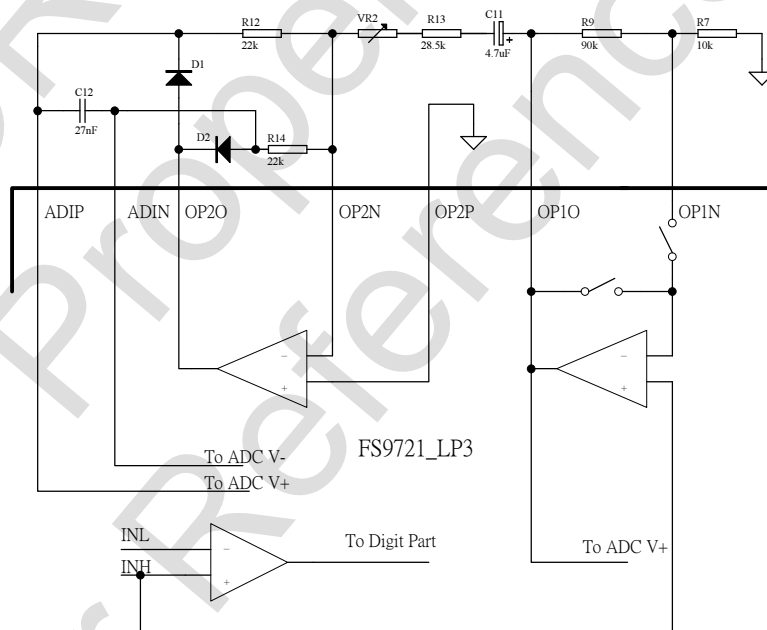 R12
22k
VR2
R13
28.5k
C11
+
4.7uF
R9
90k
R7
10k
D1
C12
27nF
D2
R14
22k
ADIP
ADIN
OP2O
OP2N
OP2P
OP1O
OP1N
−
+
−
+
FS9721_LP3
To ADC V-
To ADC V+
INL
INH
−
+
To Digit Part
To ADC V+
Proper
Reference